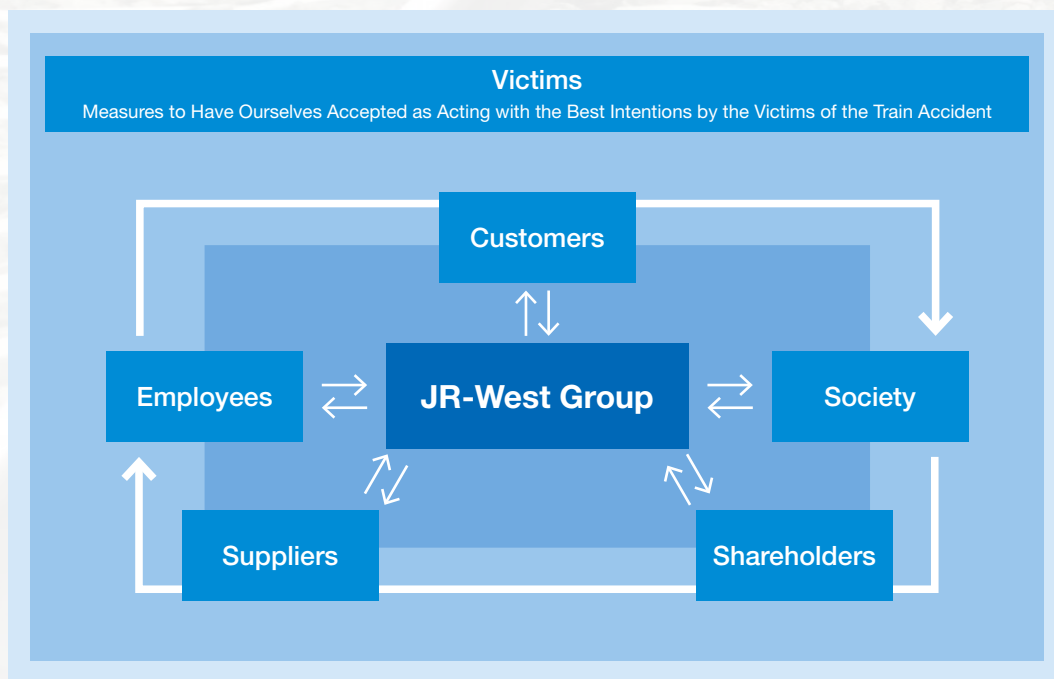 Victims
Measures to Have Ourselves Accepted as Acting with the Best Intentions by the Victims of the Train Accident
Customers
Employees
JR-West Group
Society
Suppliers
Shareholders